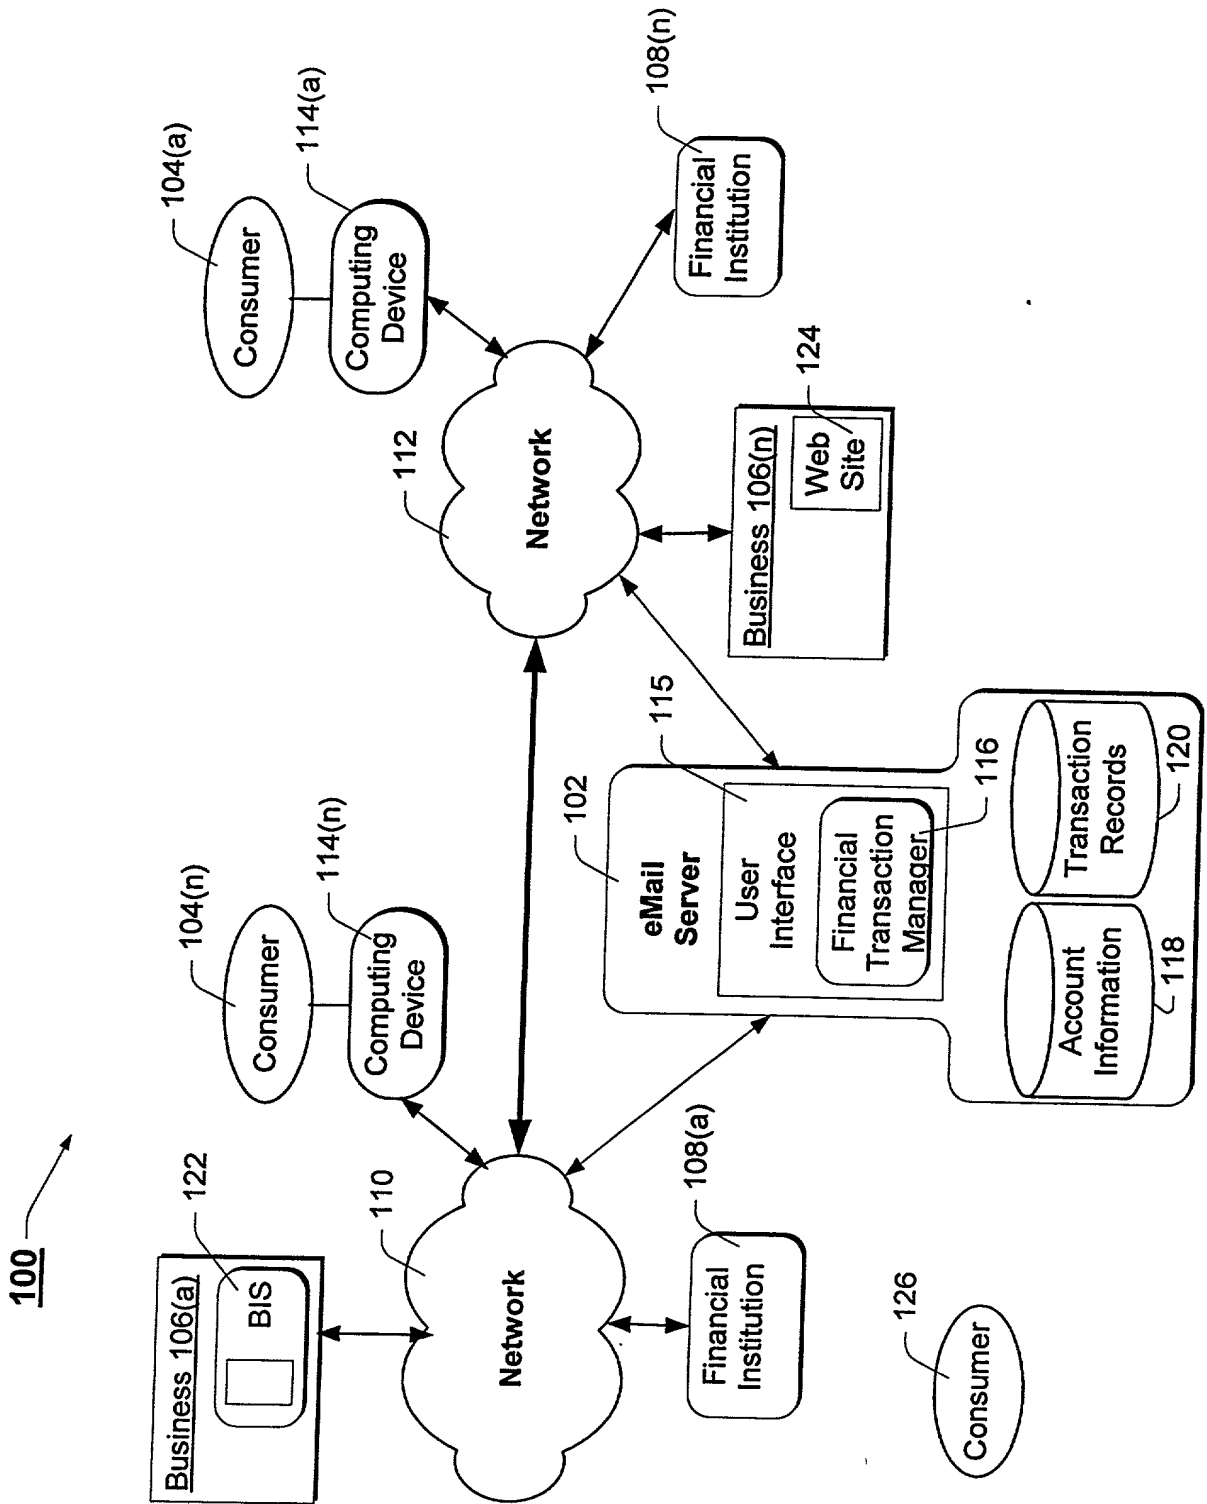 100
Business 106(a)
BIS
122
104(n)
Consumer
114(n)
Computing
Device
104(a)
Consumer
114(a)
Computing
Device
110
Network
112
Network
108(a)
Financial
Institution
102
eMail
Server
115
User
Interface
Financial
Transaction
Manager
116
Account
Information
118
Transaction
Records
120
Business 106(n)
Web
Site
124
108(n)
Financial
Institution
126
Consumer